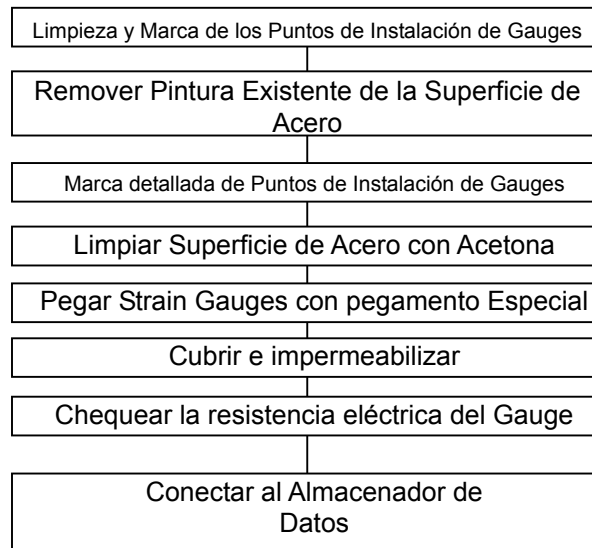 Limpieza y Marca de los Puntos de Instalación de Gauges
Remover Pintura Existente de la Superficie de
Acero
Marca detallada de Puntos de Instalación de Gauges
Limpiar Superficie de Acero con Acetona
Pegar Strain Gauges con pegamento Especial
Cubrir e impermeabilizar
Chequear la resistencia eléctrica del Gauge
Conectar al Almacenador de
Datos